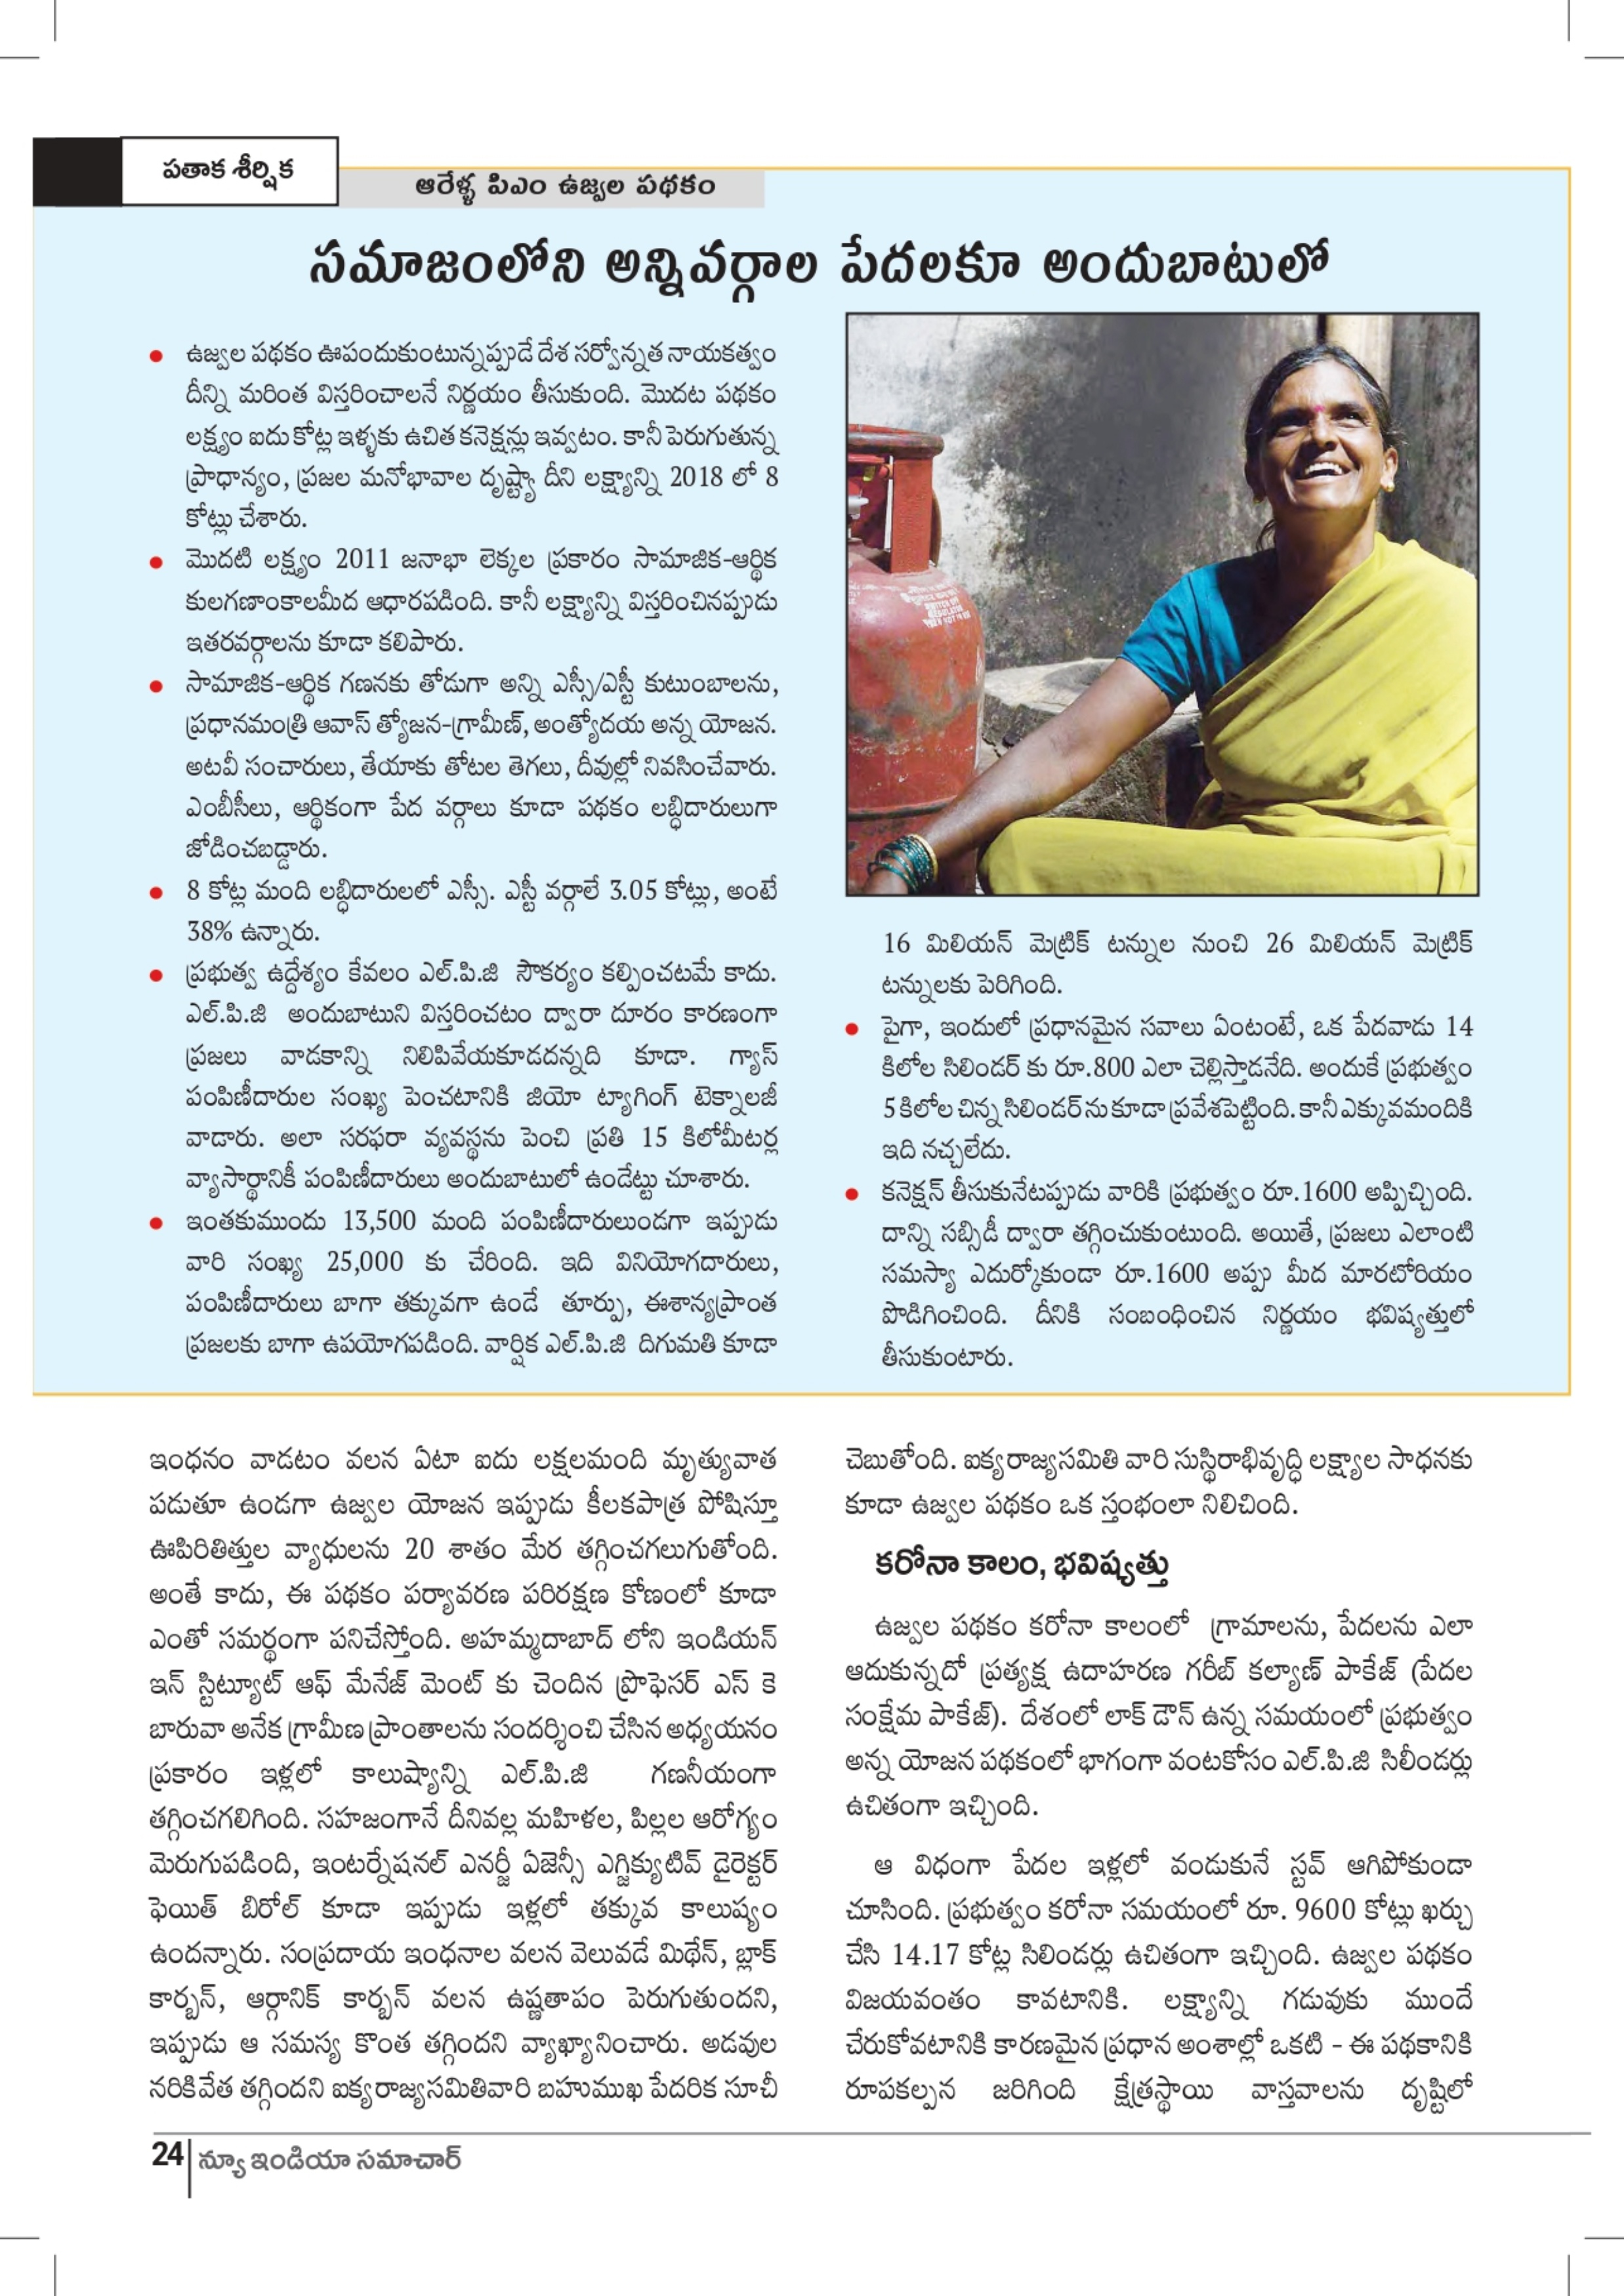 పతాక శీర్షిక
ఆరేళ్ళ పిఎం ఉజ్వల పథకం
సమాజంలోని అన్నివర్గాల పేదలకూ అందుబాటులో
• ఉజ్వల పథకం ఊపందుకుంటున్నప్పుడే దేశ సర్వోన్నత నాయకత్వం
దీన్ని మరింత విస్తరించాలనే నిర్ణయం తీసుకుంది. మొదట పథకం
లక్ష్యం ఐదు కోట్ల ఇళ్ళకు ఉచిత కనెక్షన్లు ఇవ్వటం. కానీ పెరుగుతున్న
ప్రాధాన్యం, ప్రజల మనోభావాల దృష్ట్యా దీని లక్ష్యాన్ని 2018 లో 8
కోట్లు చేశారు.
• మొదటి లక్ష్యం 2011 జనాభా లెక్కల ప్రకారం సామాజిక-ఆర్థిక
కులగణాంకాలమీద ఆధారపడింది. కానీ లక్ష్యాన్ని విస్తరించినప్పుడు
ఇతరవర్గాలను కూడా కలిపారు.
• సామాజిక-ఆర్థిక గణనకు తోడుగా అన్ని ఎస్సీ/ఎస్టీ కుటుంబాలను,
ప్రధానమంత్రి ఆవాస్ త్యోజన-గ్రామీణ్, అంత్యోదయ అన్న యోజన.
అటవీ సంచారులు, తేయాకు తోటల తెగలు, దీవుల్లో నివసించేవారు.
ఎంబీసీలు, ఆర్థికంగా పేద వర్గాలు కూడా పథకం లబ్ధిదారులుగా
జోడించబడ్డారు.
• 8 కోట్ల మంది లబ్ధిదారులలో ఎస్సీ. ఎస్టీ వర్గాలే 3.05 కోట్లు, అంటే
38% ఉన్నారు.
• ప్రభుత్వ ఉద్దేశ్యం కేవలం ఎల్.పి.జి సౌకర్యం కల్పించటమే కాదు.
ఎల్.పి.జి అందుబాటుని విస్తరించటం ద్వారా దూరం కారణంగా
ప్రజలు వాడకాన్ని నిలిపివేయకూడదన్నది కూడా. గ్యాస్
పంపిణీదారుల సంఖ్య పెంచటానికి జియో ట్యాగింగ్ టెక్నాలజీ
వాడారు. అలా సరఫరా వ్యవస్థను పెంచి ప్రతి 15 కిలోమీటర్ల
వ్యాసార్థానికీ పంపిణీదారులు అందుబాటులో ఉండేట్టు చూశారు.
• ఇంతకుముందు 13,500 మంది పంపిణీదారులుండగా ఇప్పుడు
వారి సంఖ్య 25,000 కు చేరింది. ఇది వినియోగదారులు,
పంపిణీదారులు బాగా తక్కువగా ఉండే తూర్పు, ఈశాన్యప్రాంత
ప్రజలకు బాగా ఉపయోగపడింది. వార్షిక ఎల్.పి.జి దిగుమతి కూడా
16 మిలియన్ మెట్రిక్ టన్నుల నుంచి 26 మిలియన్ మెట్రిక్
టన్నులకు పెరిగింది.
• పైగా, ఇందులో ప్రధానమైన సవాలు ఏంటంటే, ఒక పేదవాడు 14
కిలోల సిలిండర్ కు రూ.800 ఎలా చెల్లిస్తాడనేది. అందుకే ప్రభుత్వం
5 కిలోల చిన్న సిలిండర్ ను కూడా ప్రవేశపెట్టింది. కానీ ఎక్కువమందికి
ఇది నచ్చలేదు.
• కనెక్షన్ తీసుకునేటప్పుడు వారికి ప్రభుత్వం రూ.1600 అప్పిచ్చింది.
దాన్ని సబ్సిడీ ద్వారా తగ్గించుకుంటుంది. అయితే, ప్రజలు ఎలాంటి
సమస్యా ఎదుర్కోకుండా రూ.1600 అప్పు మీద మారటోరియం
పొడిగించింది. దీనికి సంబంధించిన నిర్ణయం భవిష్యత్తులో
తీసుకుంటారు.
ఇంధనం వాడటం వలన ఏటా ఐదు లక్షలమంది మృత్యువాత
పడుతూ ఉండగా ఉజ్వల యోజన ఇప్పుడు కీలకపాత్ర పోషిస్తూ
ఊపిరితిత్తుల వ్యాధులను 20 శాతం మేర తగ్గించగలుగుతోంది.
అంతే కాదు, ఈ పథకం పర్యావరణ పరిరక్షణ కోణంలో కూడా
ఎంతో సమర్థంగా పనిచేస్తోంది. అహమ్మదాబాద్ లోని ఇండియన్
ఇన్ స్టిట్యూట్ ఆఫ్ మేనేజ్ మెంట్ కు చెందిన ప్రొఫెసర్ ఎస్ కె
బారువా అనేక గ్రామీణ ప్రాంతాలను సందర్శించి చేసిన అధ్యయనం
ప్రకారం ఇళ్లలో కాలుష్యాన్ని ఎల్.పి.జి గణనీయంగా
తగ్గించగలిగింది. సహజంగానే దీనివల్ల మహిళల, పిల్లల ఆరోగ్యం
మెరుగుపడింది, ఇంటర్నేషనల్ ఎనర్జీ ఏజెన్సీ ఎగ్జిక్యుటివ్ డైరెక్టర్
ఫెయిత్ బిరోల్ కూడా ఇప్పుడు ఇళ్లలో తక్కువ కాలుష్యం
ఉందన్నారు. సంప్రదాయ ఇంధనాల వలన వెలువడే మిథేన్, బ్లాక్
కార్బన్, ఆర్గానిక్ కార్బన్ వలన ఉష్ణతాపం పెరుగుతుందని,
ఇప్పుడు ఆ సమస్య కొంత తగ్గిందని వ్యాఖ్యానించారు. అడవుల
నరికివేత తగ్గిందని ఐక్యరాజ్యసమితివారి బహుముఖ పేదరిక సూచీ
చెబుతోంది. ఐక్యరాజ్యసమితి వారి సుస్థిరాభివృద్ధి లక్ష్యాల సాధనకు
కూడా ఉజ్వల పథకం ఒక స్తంభంలా నిలిచింది.
కరోనా కాలం, భవిష్యత్తు
ఉజ్వల పథకం కరోనా కాలంలో గ్రామాలను, పేదలను ఎలా
ఆదుకున్నదో ప్రత్యక్ష ఉదాహరణ గరీబ్ కల్యాణ్ పాకేజ్ (పేదల
సంక్షేమ పాకేజ్). దేశంలో లాక్ డౌన్ ఉన్న సమయంలో ప్రభుత్వం
అన్న యోజన పథకంలో భాగంగా వంటకోసం ఎల్.పి.జి సిలీండర్లు
ఉచితంగా ఇచ్చింది.
ఆ విధంగా పేదల ఇళ్లలో వండుకునే స్టవ్ ఆగిపోకుండా
చూసింది. ప్రభుత్వం కరోనా సమయంలో రూ. 9600 కోట్లు ఖర్చు
చేసి 14.17 కోట్ల సిలిండర్లు ఉచితంగా ఇచ్చింది. ఉజ్వల పథకం
విజయవంతం కావటానికి. లక్ష్యాన్ని గడువుకు ముందే
చేరుకోవటానికి కారణమైన ప్రధాన అంశాల్లో ఒకటి - ఈ పథకానికి
రూపకల్పన జరిగింది క్షేత్రస్థాయి వాస్తవాలను దృష్టిలో
24 న్యూ ఇండియా సమాచార్